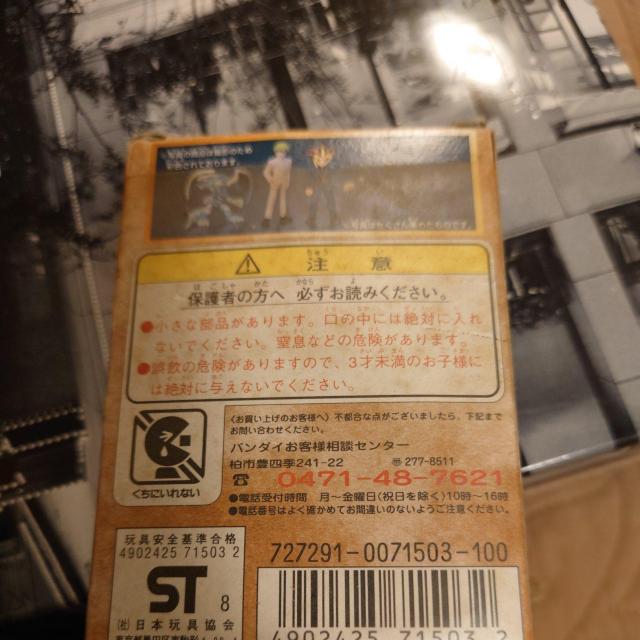 注意
保護者の方へ 必ずお読みください。
●小さな部品があります。口の中には絶対に入れ
ないでください。窒息などの危険があります。
●誤飲の危険がありますので、3才未満のお子様に
は絶対に与えないでください。
くちにいれない
〈お買い上げのお客様へ〉不都合な点がございましたら、下記まで
お問い合わせください。
バンダイお客様相談センター
柏市豊四季241-22 〠277-8511
☎0471-48-7621
●電話受付時間 月〜金曜日(祝日を除く)10時〜16時
●電話番号はよく確かめてお間違いのないようご注意ください。
玩具安全基準合格
4902425 71503 2
ST 8
(社)日本玩具協会
727291-0071503-100
4902425 715032